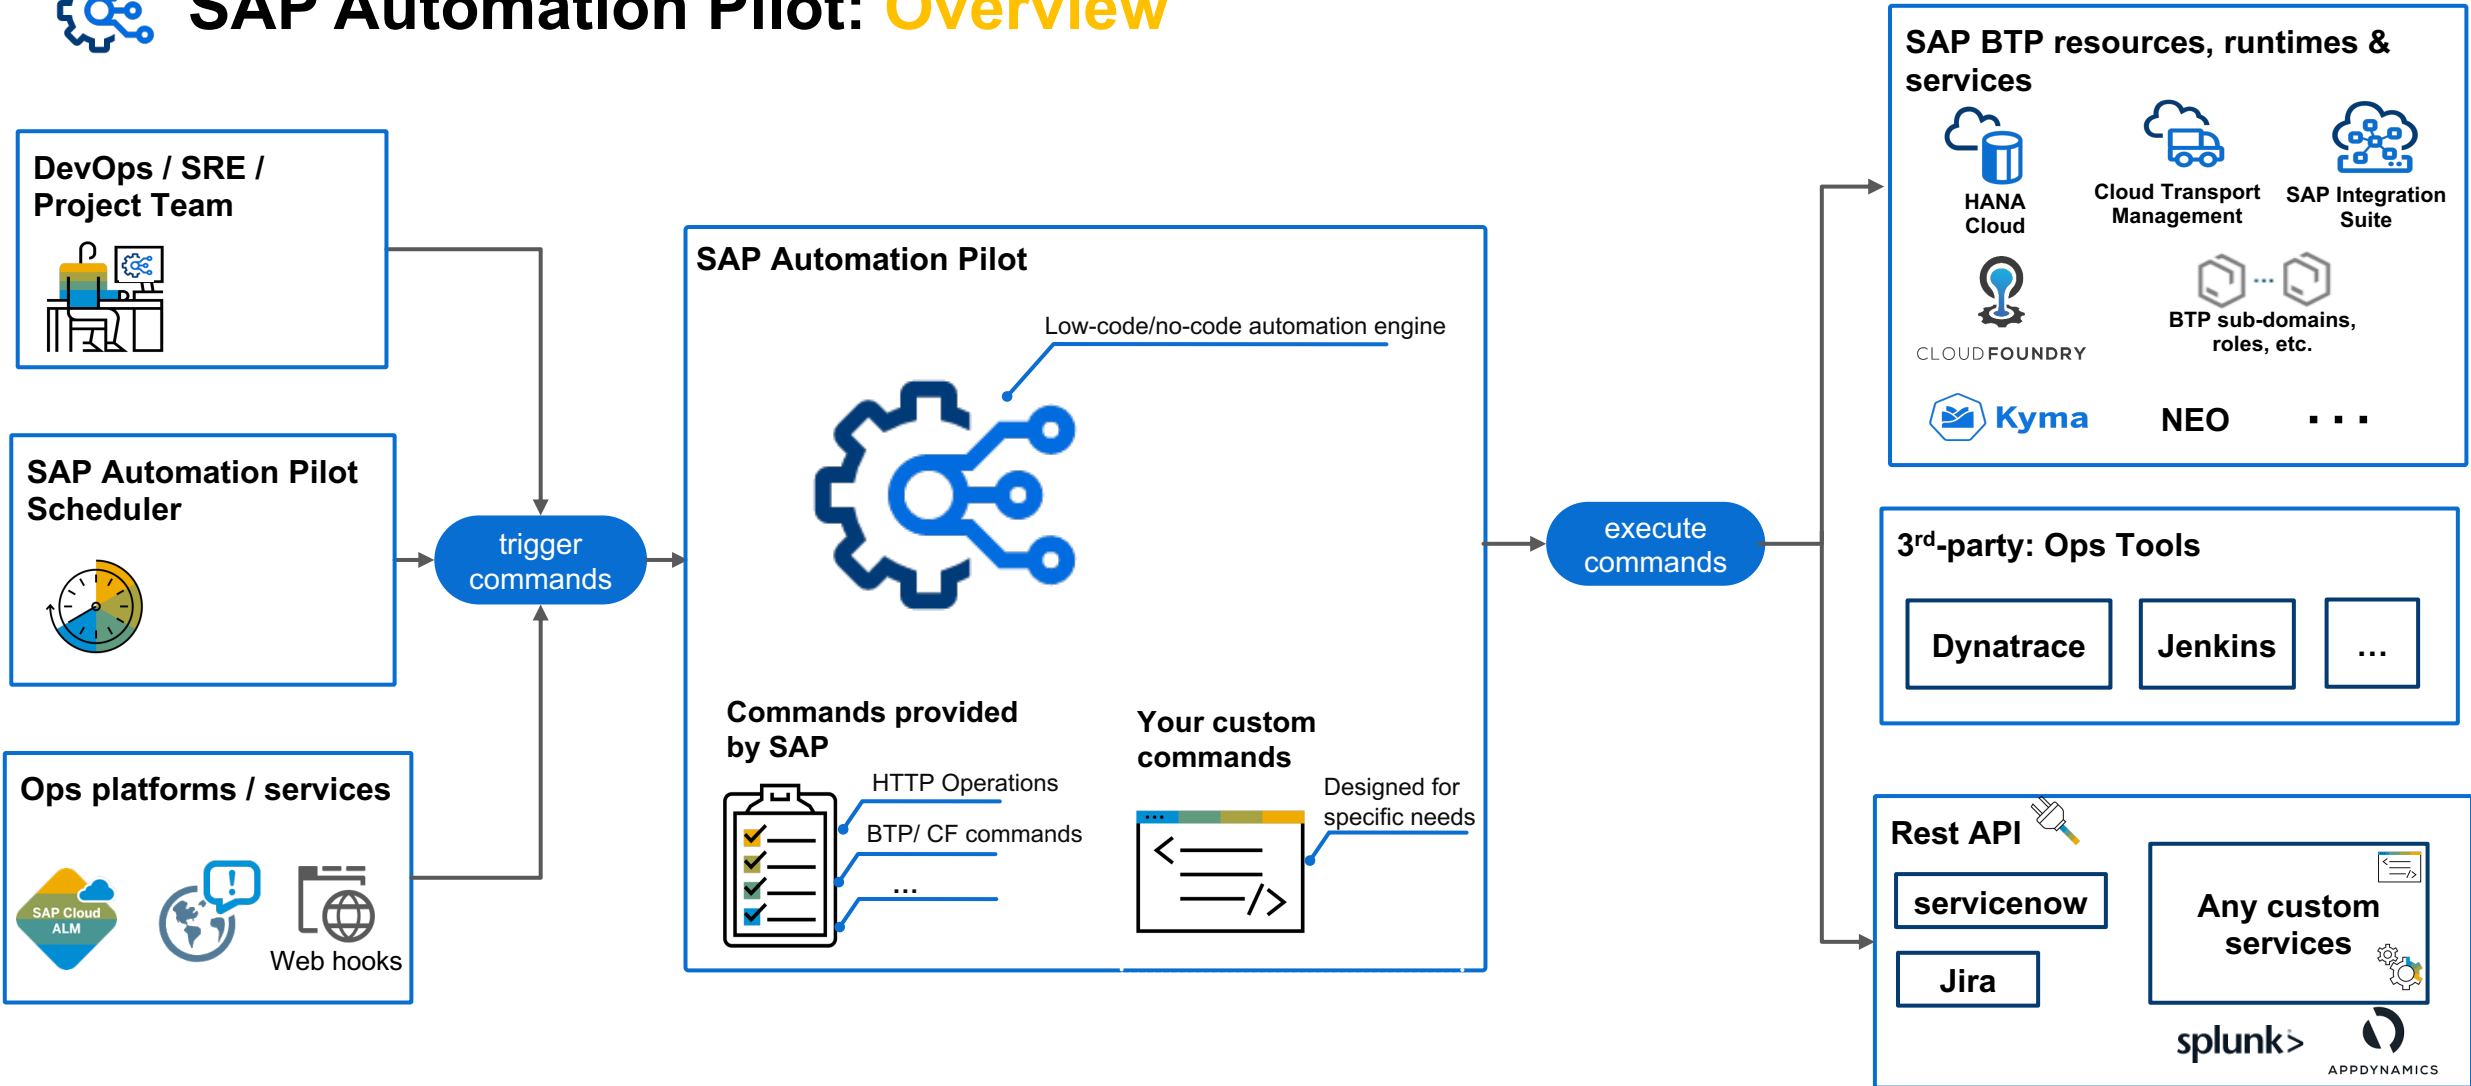 SAP Automation Pilot: Overview
DevOps / SRE /
Project Team
SAP Automation Pilot
Scheduler
Ops platforms / services
SAP Cloud
ALM
!
Web hooks
trigger
commands
SAP Automation Pilot
Low-code/no-code automation engine
Commands provided
by SAP
HTTP Operations
BTP/ CF commands
...
Your custom
commands
Designed for
specific needs
< />
execute
commands
SAP BTP resources, runtimes &
services
HANA
Cloud
Cloud Transport
Management
SAP Integration
Suite
CLOUDFOUNDRY
...
BTP sub-domains,
roles, etc.
Kyma
NEO
...
3rd-party: Ops Tools
Dynatrace
Jenkins
...
Rest API
servicenow
Jira
Any custom
services
splunk>
APPDYNAMICS